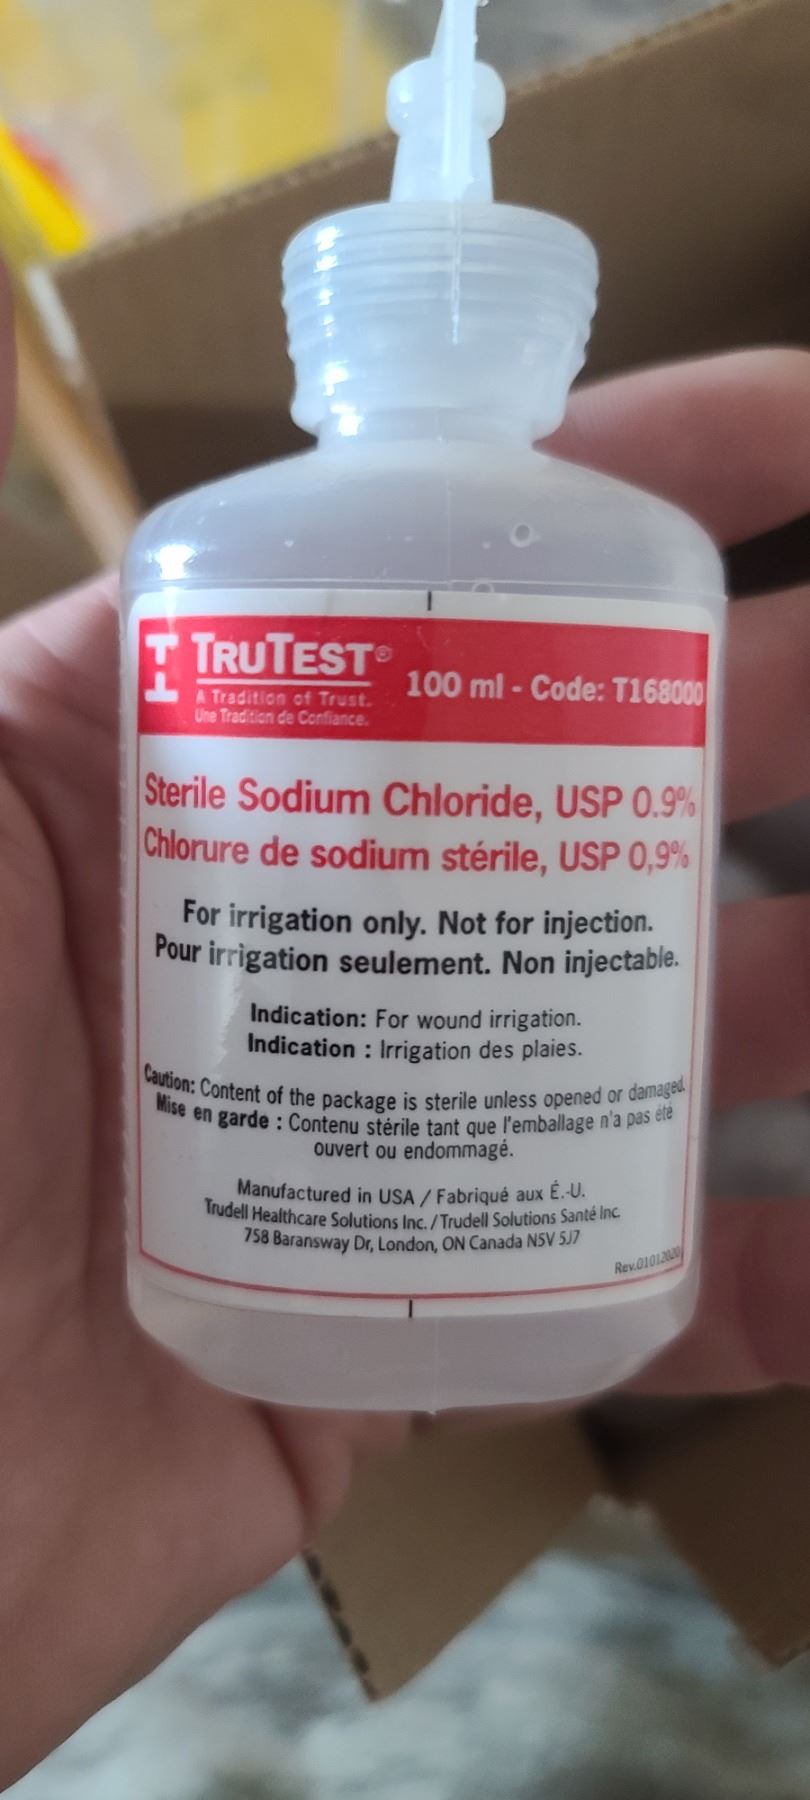 TRUTEST®
A Tradition of Trust.
Une Tradition de Confiance.
100 ml - Code: T168000
Sterile Sodium Chloride, USP 0.9%
Chlorure de sodium stérile, USP 0,9%
For irrigation only. Not for injection.
Pour irrigation seulement. Non injectable.
Indication: For wound irrigation.
Indication : Irrigation des plaies.
Caution: Content of the package is sterile unless opened or damaged.
Mise en garde : Contenu stérile tant que l'emballage n'a pas été
ouvert ou endommagé.
Manufactured in USA / Fabriqué aux É.-U.
Trudell Healthcare Solutions Inc. / Trudell Solutions Santé Inc.
758 Baransway Dr, London, ON Canada N5V 5J7
Rev.01012020